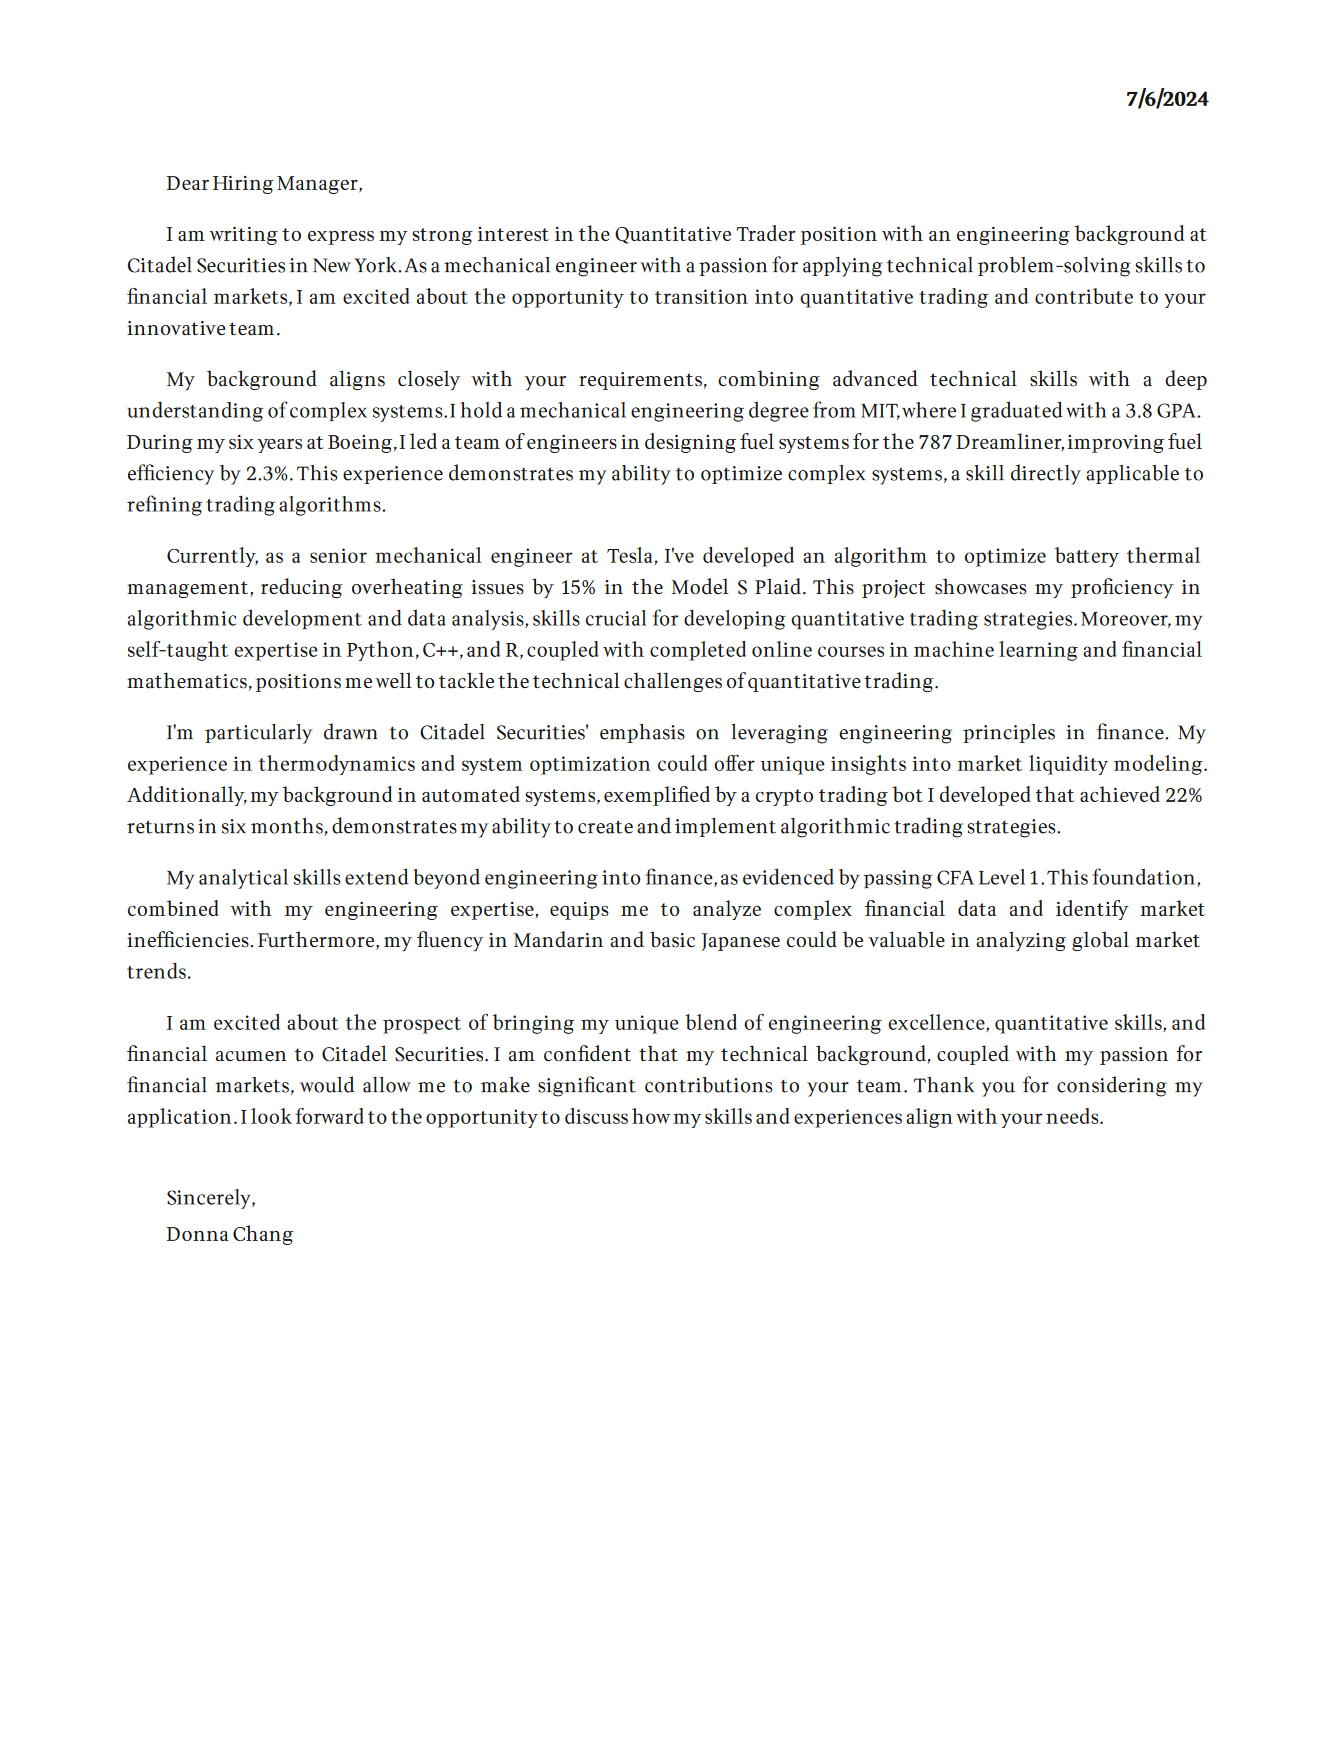 7/6/2024
Dear Hiring Manager,
I am writing to express my strong interest in the Quantitative Trader position with an engineering background at
Citadel Securities in New York. As a mechanical engineer with a passion for applying technical problem-solving skills to
financial markets, I am excited about the opportunity to transition into quantitative trading and contribute to your
innovative team.
My background aligns closely with your requirements, combining advanced technical skills with a deep
understanding of complex systems. I hold a mechanical engineering degree from MIT, where I graduated with a 3.8 GPA.
During my six years at Boeing, I led a team of engineers in designing fuel systems for the 787 Dreamliner, improving fuel
efficiency by 2.3%. This experience demonstrates my ability to optimize complex systems, a skill directly applicable to
refining trading algorithms.
Currently, as a senior mechanical engineer at Tesla, I've developed an algorithm to optimize battery thermal
management, reducing overheating issues by 15% in the Model S Plaid. This project showcases my proficiency in
algorithmic development and data analysis, skills crucial for developing quantitative trading strategies. Moreover, my
self-taught expertise in Python, C++, and R, coupled with completed online courses in machine learning and financial
mathematics, positions me well to tackle the technical challenges of quantitative trading.
I'm particularly drawn to Citadel Securities' emphasis on leveraging engineering principles in finance. My
experience in thermodynamics and system optimization could offer unique insights into market liquidity modeling.
Additionally, my background in automated systems, exemplified by a crypto trading bot I developed that achieved 22%
returns in six months, demonstrates my ability to create and implement algorithmic trading strategies.
My analytical skills extend beyond engineering into finance, as evidenced by passing CFA Level 1. This foundation,
combined with my engineering expertise, equips me to analyze complex financial data and identify market
inefficiencies. Furthermore, my fluency in Mandarin and basic Japanese could be valuable in analyzing global market
trends.
I am excited about the prospect of bringing my unique blend of engineering excellence, quantitative skills, and
financial acumen to Citadel Securities. I am confident that my technical background, coupled with my passion for
financial markets, would allow me to make significant contributions to your team. Thank you for considering my
application. I look forward to the opportunity to discuss how my skills and experiences align with your needs.
Sincerely,
Donna Chang